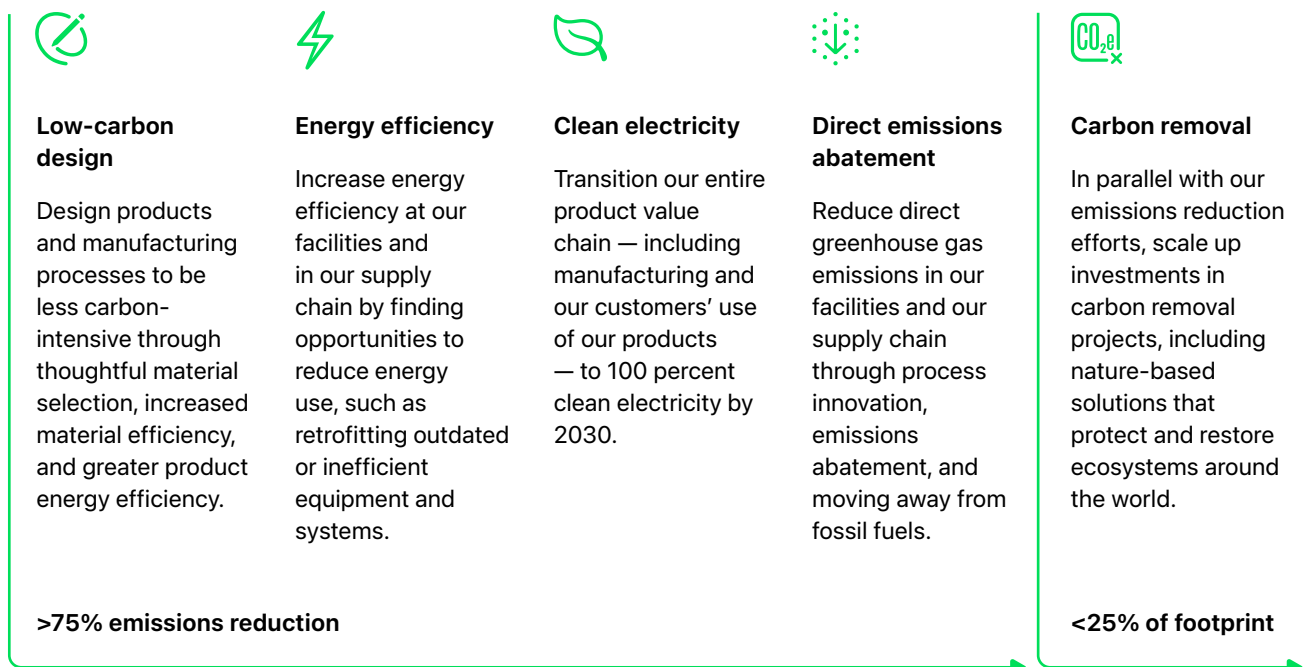 CO2e
Low-carbon
design
Design products
and manufacturing
processes to be
less carbon-
intensive through
thoughtful material
selection, increased
material efficiency,
and greater product
energy efficiency.
Energy efficiency
Increase energy
efficiency at our
facilities and
in our supply
chain by finding
opportunities to
reduce energy
use, such as
retrofitting outdated
or inefficient
equipment and
systems.
Clean electricity
Transition our entire
product value
chain — including
manufacturing and
our customers’ use
of our products
— to 100 percent
clean electricity by
2030.
Direct emissions
abatement
Reduce direct
greenhouse gas
emissions in our
facilities and our
supply chain
through process
innovation,
emissions
abatement, and
moving away from
fossil fuels.
Carbon removal
In parallel with our
emissions reduction
efforts, scale up
investments in
carbon removal
projects, including
nature-based
solutions that
protect and restore
ecosystems around
the world.
>75% emissions reduction
<25% of footprint